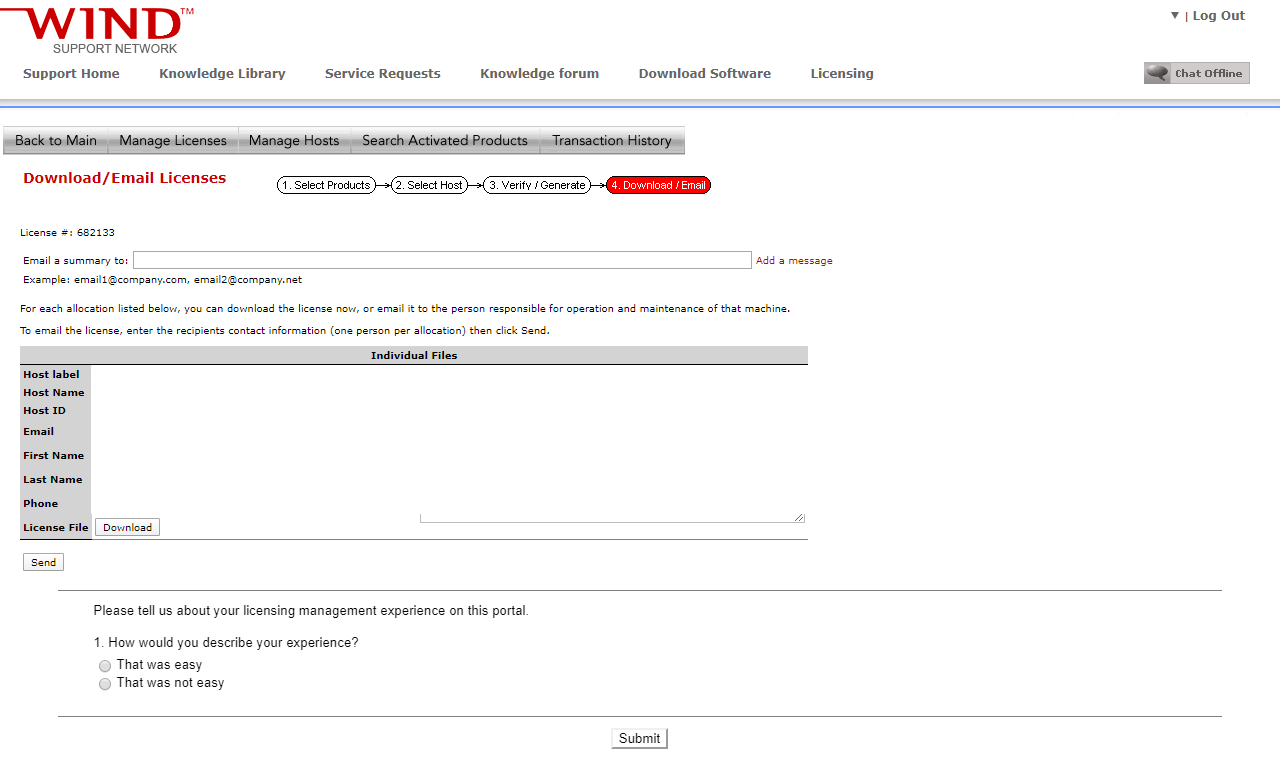 WIND™
SUPPORT NETWORK
▼ | Log Out
Support Home Knowledge Library Service Requests Knowledge forum Download Software Licensing Chat Offline
Back to Main Manage Licenses Manage Hosts Search Activated Products Transaction History
Download/Email Licenses 1. Select Products 2. Select Host 3. Verify / Generate 4. Download / Email
License #: 682133
Email a summary to: Add a message
Example: email1@company.com, email2@company.net
For each allocation listed below, you can download the license now, or email it to the person responsible for operation and maintenance of that machine.
To email the license, enter the recipients contact information (one person per allocation) then click Send.
Individual Files
Host label
Host Name
Host ID
Email
First Name
Last Name
Phone
License File Download
Send
Please tell us about your licensing management experience on this portal.
1. How would you describe your experience?
That was easy
That was not easy
Submit